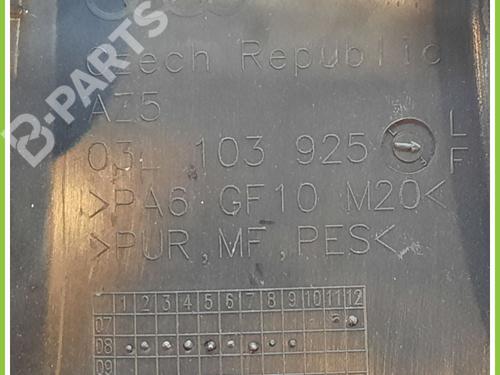 B-PARTS
Czech Republic
AZ5
03L 103 925 L
F
>PA6 GF10 M20<
>PUR, MF, PES<
1 2 3 4 5 6 7 8 9 10 11 12
07
08
09